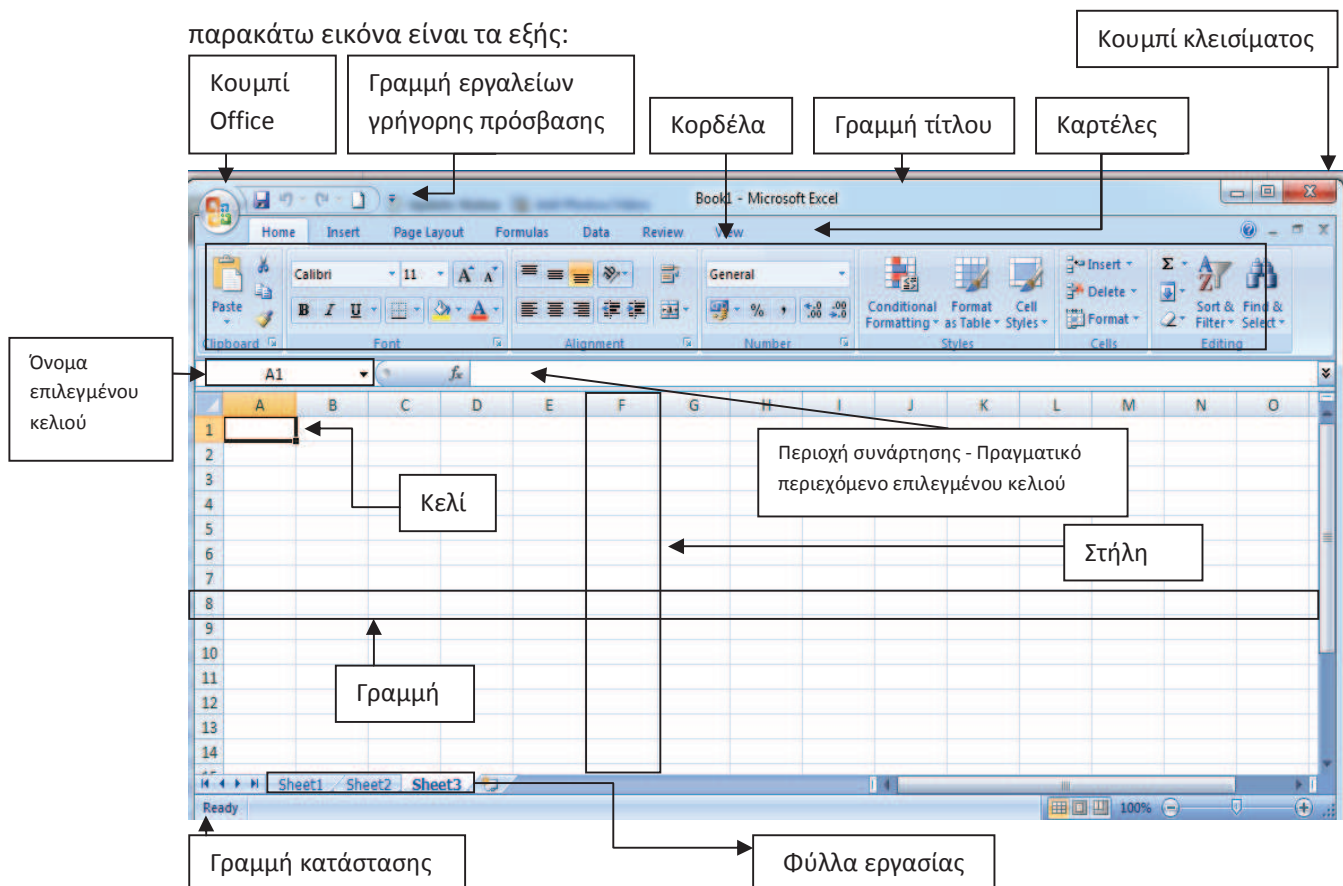 παρακάτω εικόνα είναι τα εξής:
Κουμπί κλεισίματος
Κουμπί
Office
Γραμμή εργαλείων
γρήγορης πρόσβασης
Κορδέλα
Γραμμή τίτλου
Καρτέλες
Book1 - Microsoft Excel
Home Insert Page Layout Formulas Data Review View
Calibri 11 General
Paste
B I U % , .0 .00 .00 .0
Conditional Formatting
Format as Table
Cell Styles
Insert
Delete
Format
Σ
Sort & Filter
Find & Select
Clipboard Font Alignment Number Styles Cells Editing
Όνομα
επιλεγμένου
κελιού
A1 fx
A B C D E F G H I J K L M N O
1
2
3
4
5
6
7
8
9
10
11
12
13
14
Περιοχή συνάρτησης - Πραγματικό
περιεχόμενο επιλεγμένου κελιού
Κελί
Στήλη
Γραμμή
Sheet1 Sheet2 Sheet3
Ready 100%
Γραμμή κατάστασης
Φύλλα εργασίας